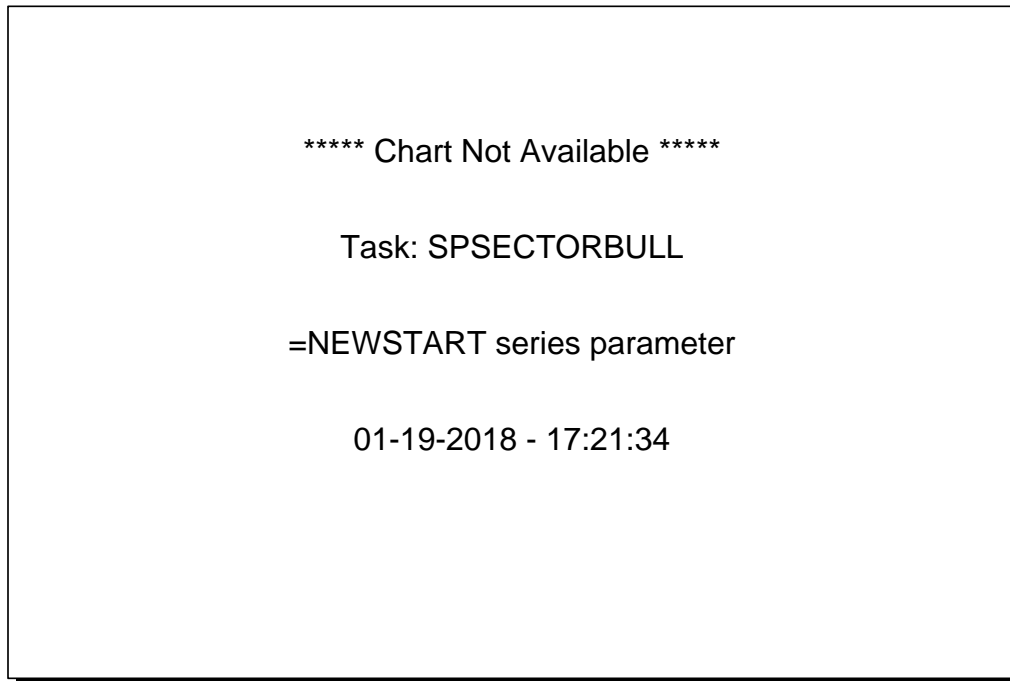 ***** Chart Not Available *****
Task: SPSECTORBULL
=NEWSTART series parameter
01-19-2018 - 17:21:34